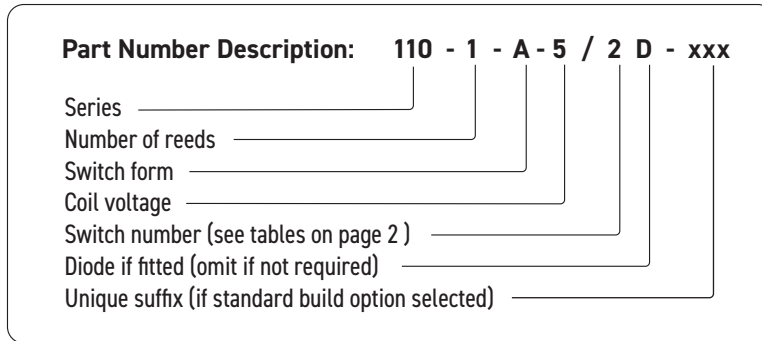 Part Number Description: 110 - 1 - A - 5 / 2 D - xxx
Series
Number of reeds
Switch form
Coil voltage
Switch number (see tables on page 2 )
Diode if fitted (omit if not required)
Unique suffix (if standard build option selected)